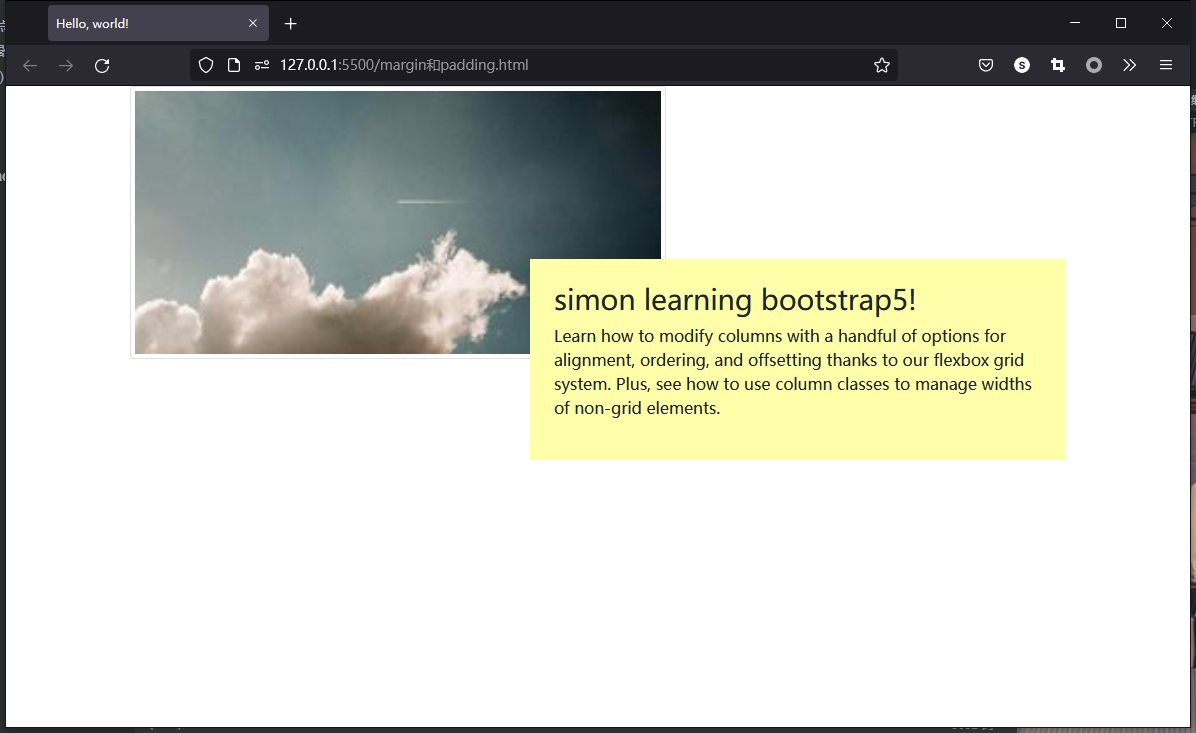 Hello, world!
127.0.0.1:5500/margin和padding.html
S
simon learning bootstrap5!
Learn how to modify columns with a handful of options for
alignment, ordering, and offsetting thanks to our flexbox grid
system. Plus, see how to use column classes to manage widths
of non-grid elements.